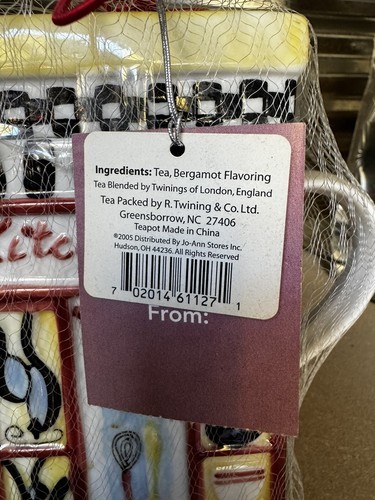 Ingredients: Tea, Bergamot Flavoring
Tea Blended by Twinings of London, England
Tea Packed by R. Twining & Co. Ltd.
Greensborrow, NC 27406
Teapot Made in China
©2005 Distributed By Jo-Ann Stores Inc.
Hudson, OH 44236. All Rights Reserved
7 02014 61127 1
From:
Kitc